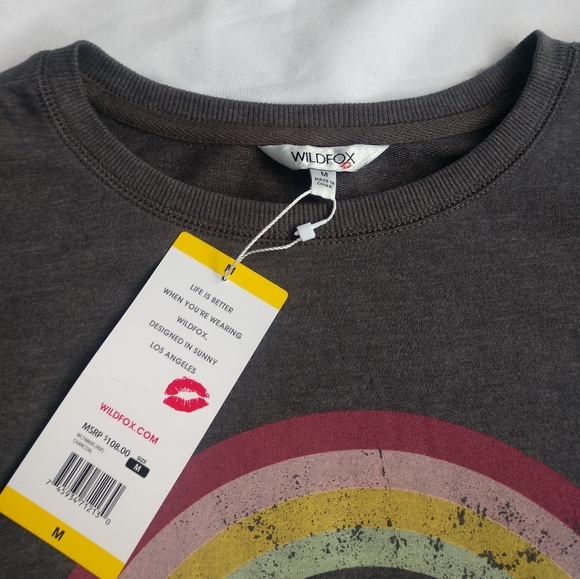 WILDFOX
M
MADE IN
CHINA
M
LIFE IS BETTER
WHEN YOU'RE WEARING
WILDFOX,
DESIGNED IN SUNNY
LOS ANGELES
WILDFOX.COM
MSRP $108.00
SIZE
M
CHARCOAL
M